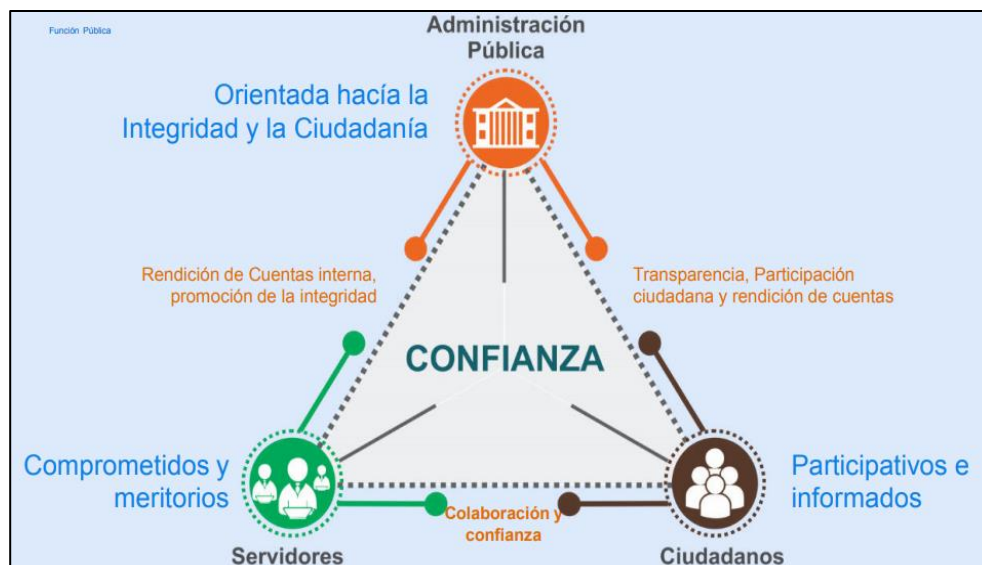 Función Pública
Administración
Pública
Orientada hacía la
Integridad y la Ciudadanía
Rendición de Cuentas interna,
promoción de la integridad
Transparencia, Participación
ciudadana y rendición de cuentas
CONFIANZA
Comprometidos y
meritorios
Participativos e
informados
Colaboración y
confianza
Servidores
Ciudadanos